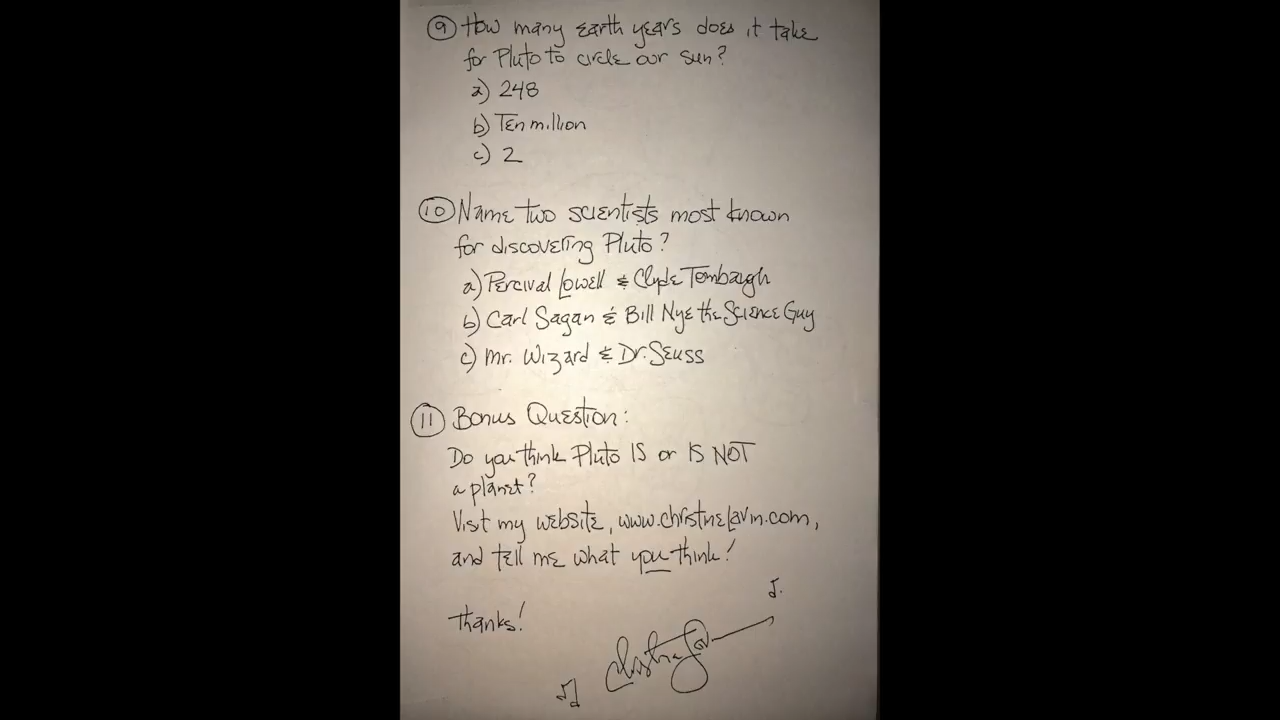 9 How many earth years does it take
for Pluto to circle our sun?
a) 248
b) Ten million
c) 2
10 Name two scientists most known
for discovering Pluto?
a) Percival Lowell & Clyde Tombaugh
b) Carl Sagan & Bill Nye the Science Guy
c) Mr. Wizard & Dr. Seuss
11 Bonus Question:
Do you think Pluto IS or IS NOT
a planet?
Visit my website, www.christinelavin.com,
and tell me what you think!
Thanks!
Christine Lavin